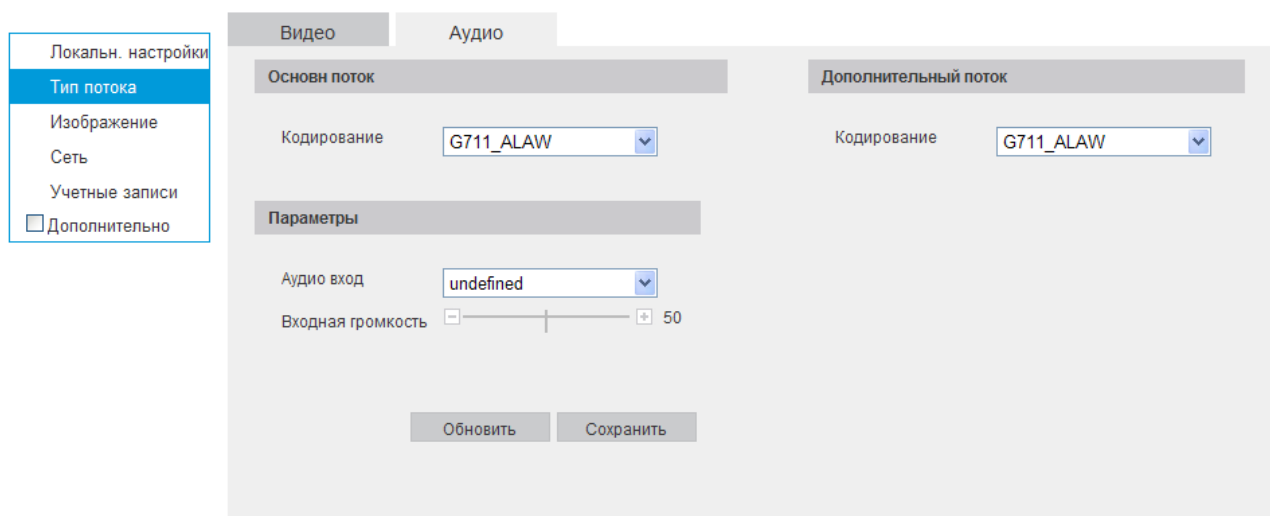 Локальн. настройки
Тип потока
Изображение
Сеть
Учетные записи
Дополнительно
Видео
Аудио
Основн поток
Кодирование
G711_ALAW
Дополнительный поток
Кодирование
G711_ALAW
Параметры
Аудио вход
undefined
Входная громкость
50
Обновить
Сохранить